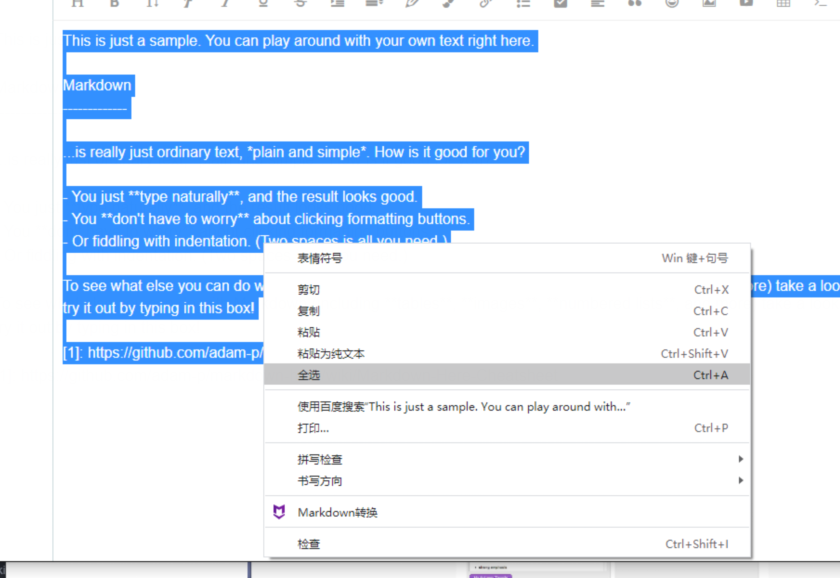 This is just a sample. You can play around with your own text right here.
Markdown
-------------
...is really just ordinary text, *plain and simple*. How is it good for you?
- You just **type naturally**, and the result looks good.
- You **don't have to worry** about clicking formatting buttons.
- Or fiddling with indentation. (Two spaces is all you need.)
To see what else you can do
ore) take a loo
try it out by typing in this box!
[1]: https://github.com/adam-p/
表情符号 Win 键+句号
剪切 Ctrl+X
复制 Ctrl+C
粘贴 Ctrl+V
粘贴为纯文本 Ctrl+Shift+V
全选 Ctrl+A
使用百度搜索"This is just a sample. You can play around with..."
打印... Ctrl+P
拼写检查
书写方向
Markdown转换
检查 Ctrl+Shift+I